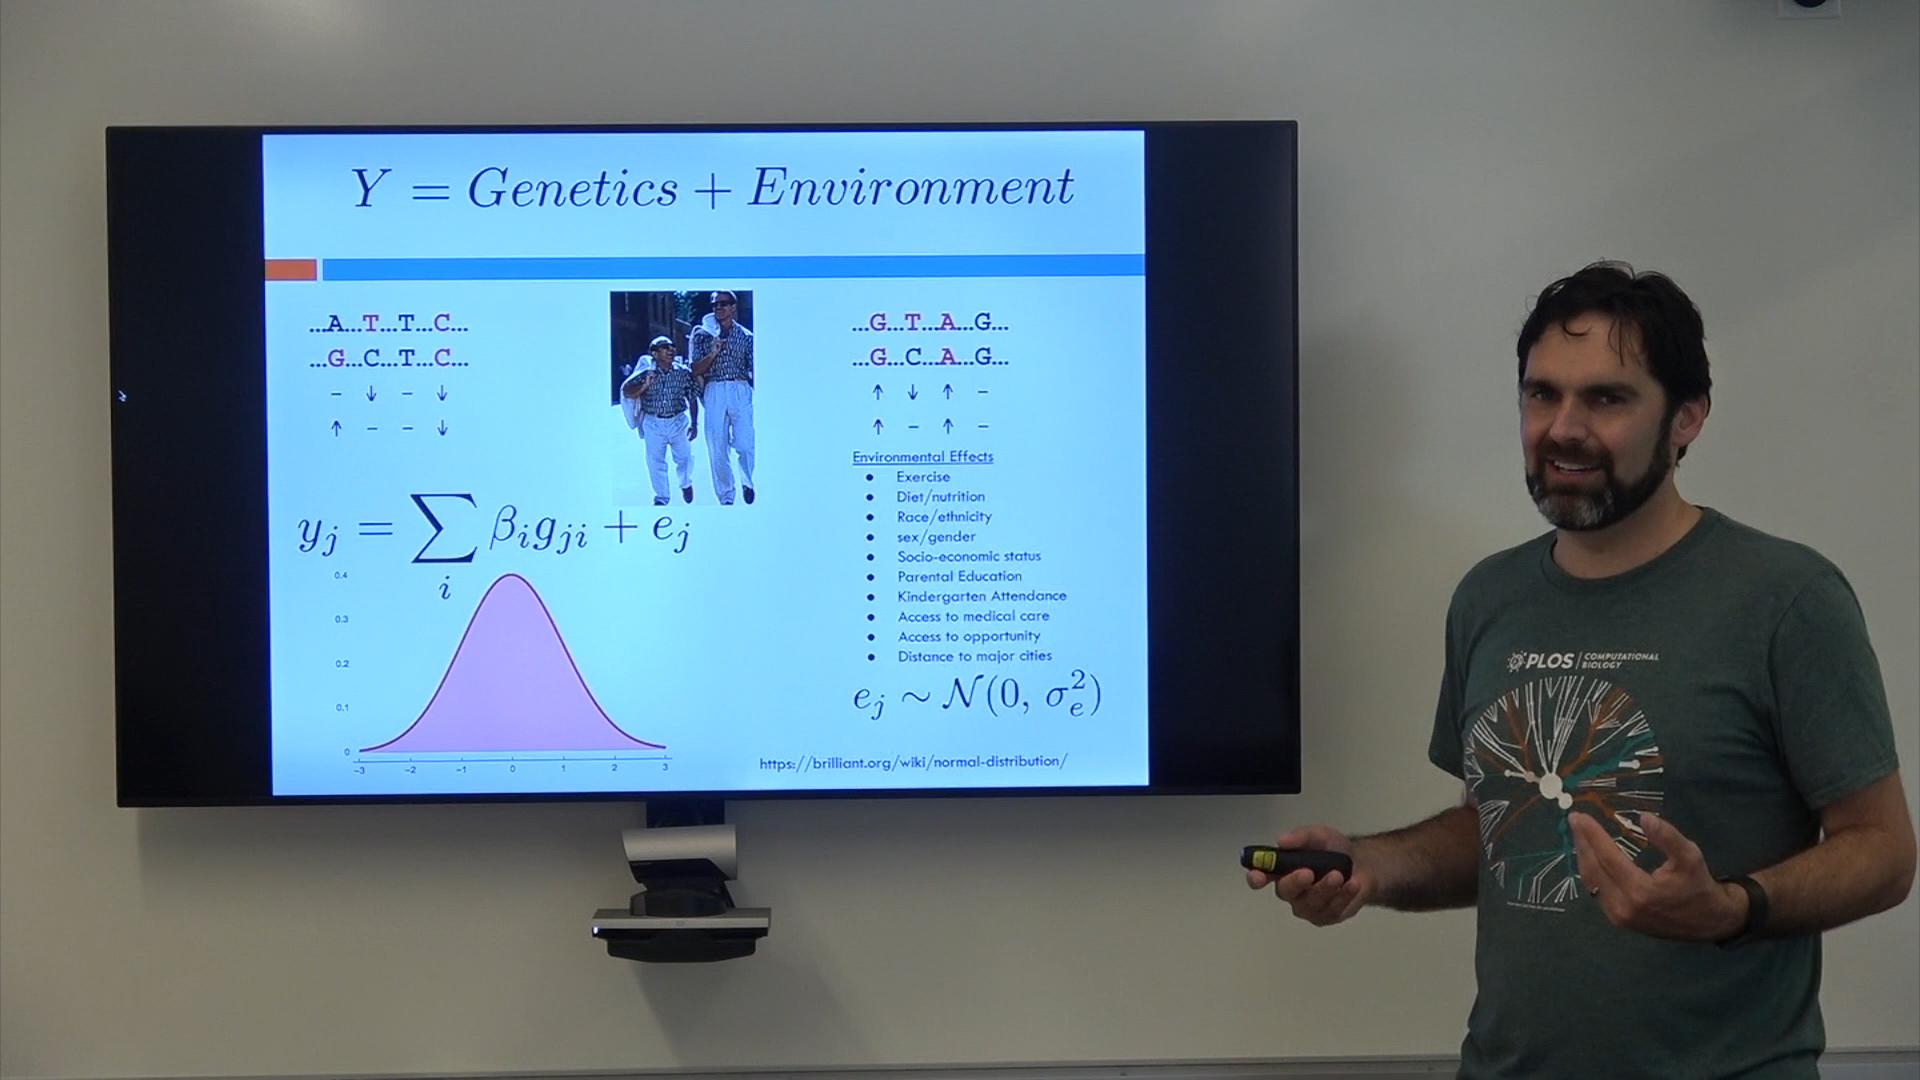 Y = Genetics + Environment
...A...T...T...C...
...G...C...T...C...
– ↓ – ↓
↑ – – ↓
...G...T...A...G...
...G...C...A...G...
↑ ↓ ↑ –
↑ – ↑ –
y_j = ∑_i β_i g_{ji} + e_j
0.4
0.3
0.2
0.1
0
−3 −2 −1 0 1 2 3
Environmental Effects
• Exercise
• Diet/nutrition
• Race/ethnicity
• sex/gender
• Socio-economic status
• Parental Education
• Kindergarten Attendance
• Access to medical care
• Access to opportunity
• Distance to major cities
e_j ~ N(0, σ_e^2)
https://brilliant.org/wiki/normal-distribution/
PLOS | COMPUTATIONAL
BIOLOGY